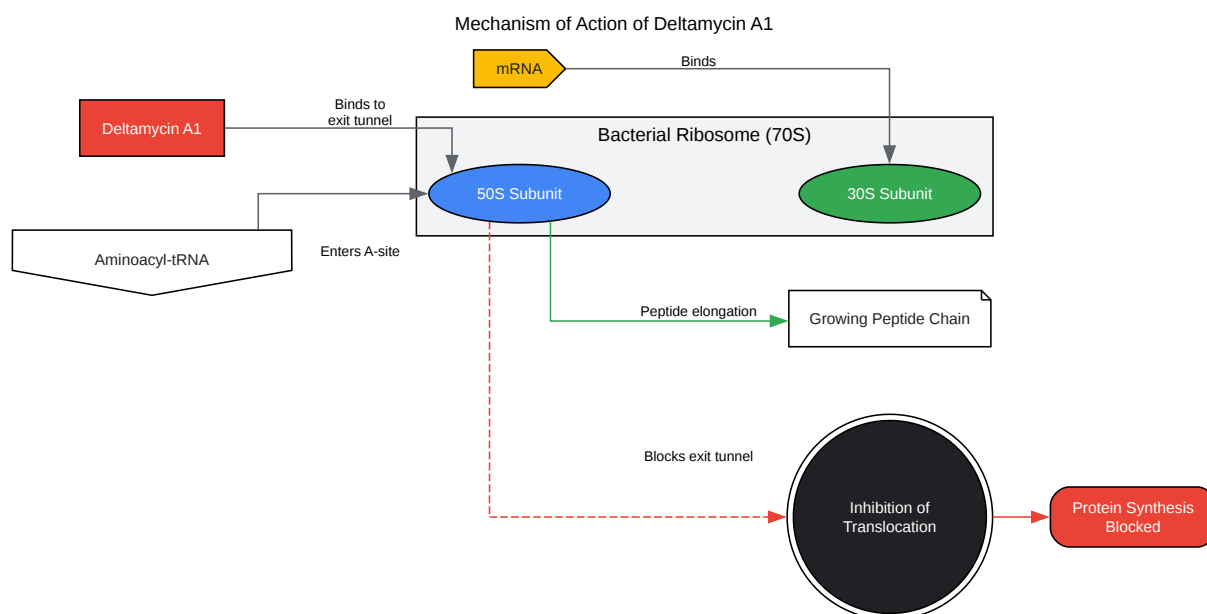 Mechanism of Action of Deltamycin A1
mRNA
Binds
Deltamycin A1
Binds to
exit tunnel
Bacterial Ribosome (70S)
50S Subunit
30S Subunit
Aminoacyl-tRNA
Enters A-site
Peptide elongation
Growing Peptide Chain
Blocks exit tunnel
Inhibition of
Translocation
Protein Synthesis
Blocked